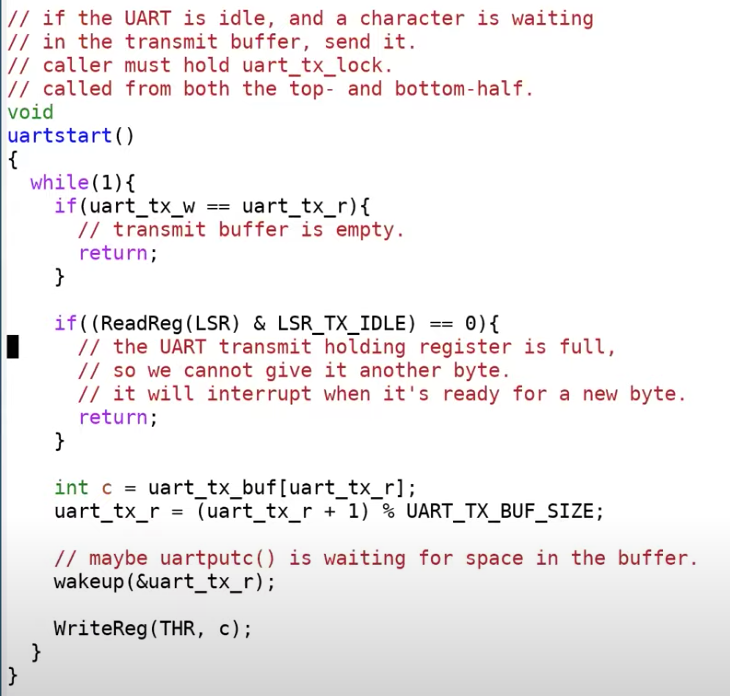 // if the UART is idle, and a character is waiting
// in the transmit buffer, send it.
// caller must hold uart_tx_lock.
// called from both the top- and bottom-half.
void
uartstart()
{
  while(1){
    if(uart_tx_w == uart_tx_r){
      // transmit buffer is empty.
      return;
    }

    if((ReadReg(LSR) & LSR_TX_IDLE) == 0){
      // the UART transmit holding register is full,
      // so we cannot give it another byte.
      // it will interrupt when it's ready for a new byte.
      return;
    }

    int c = uart_tx_buf[uart_tx_r];
    uart_tx_r = (uart_tx_r + 1) % UART_TX_BUF_SIZE;

    // maybe uartputc() is waiting for space in the buffer.
    wakeup(&uart_tx_r);

    WriteReg(THR, c);
  }
}